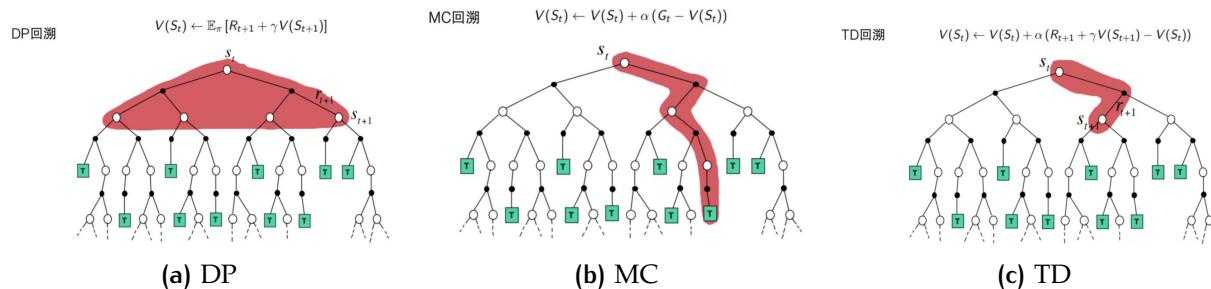 DP回溯
V(S_t) ← 𝔼_π [R_{t+1} + γV(S_{t+1})]
s_t
r_{t+1}
s_{t+1}
T T T T T
T T T T
(a) DP
MC回溯
V(S_t) ← V(S_t) + α (G_t − V(S_t))
s_t
T T T T T
T T T T T
(b) MC
TD回溯
V(S_t) ← V(S_t) + α (R_{t+1} + γV(S_{t+1}) − V(S_t))
s_t
r_{t+1}
s_{t+1}
T T T T T
T T T T
(c) TD